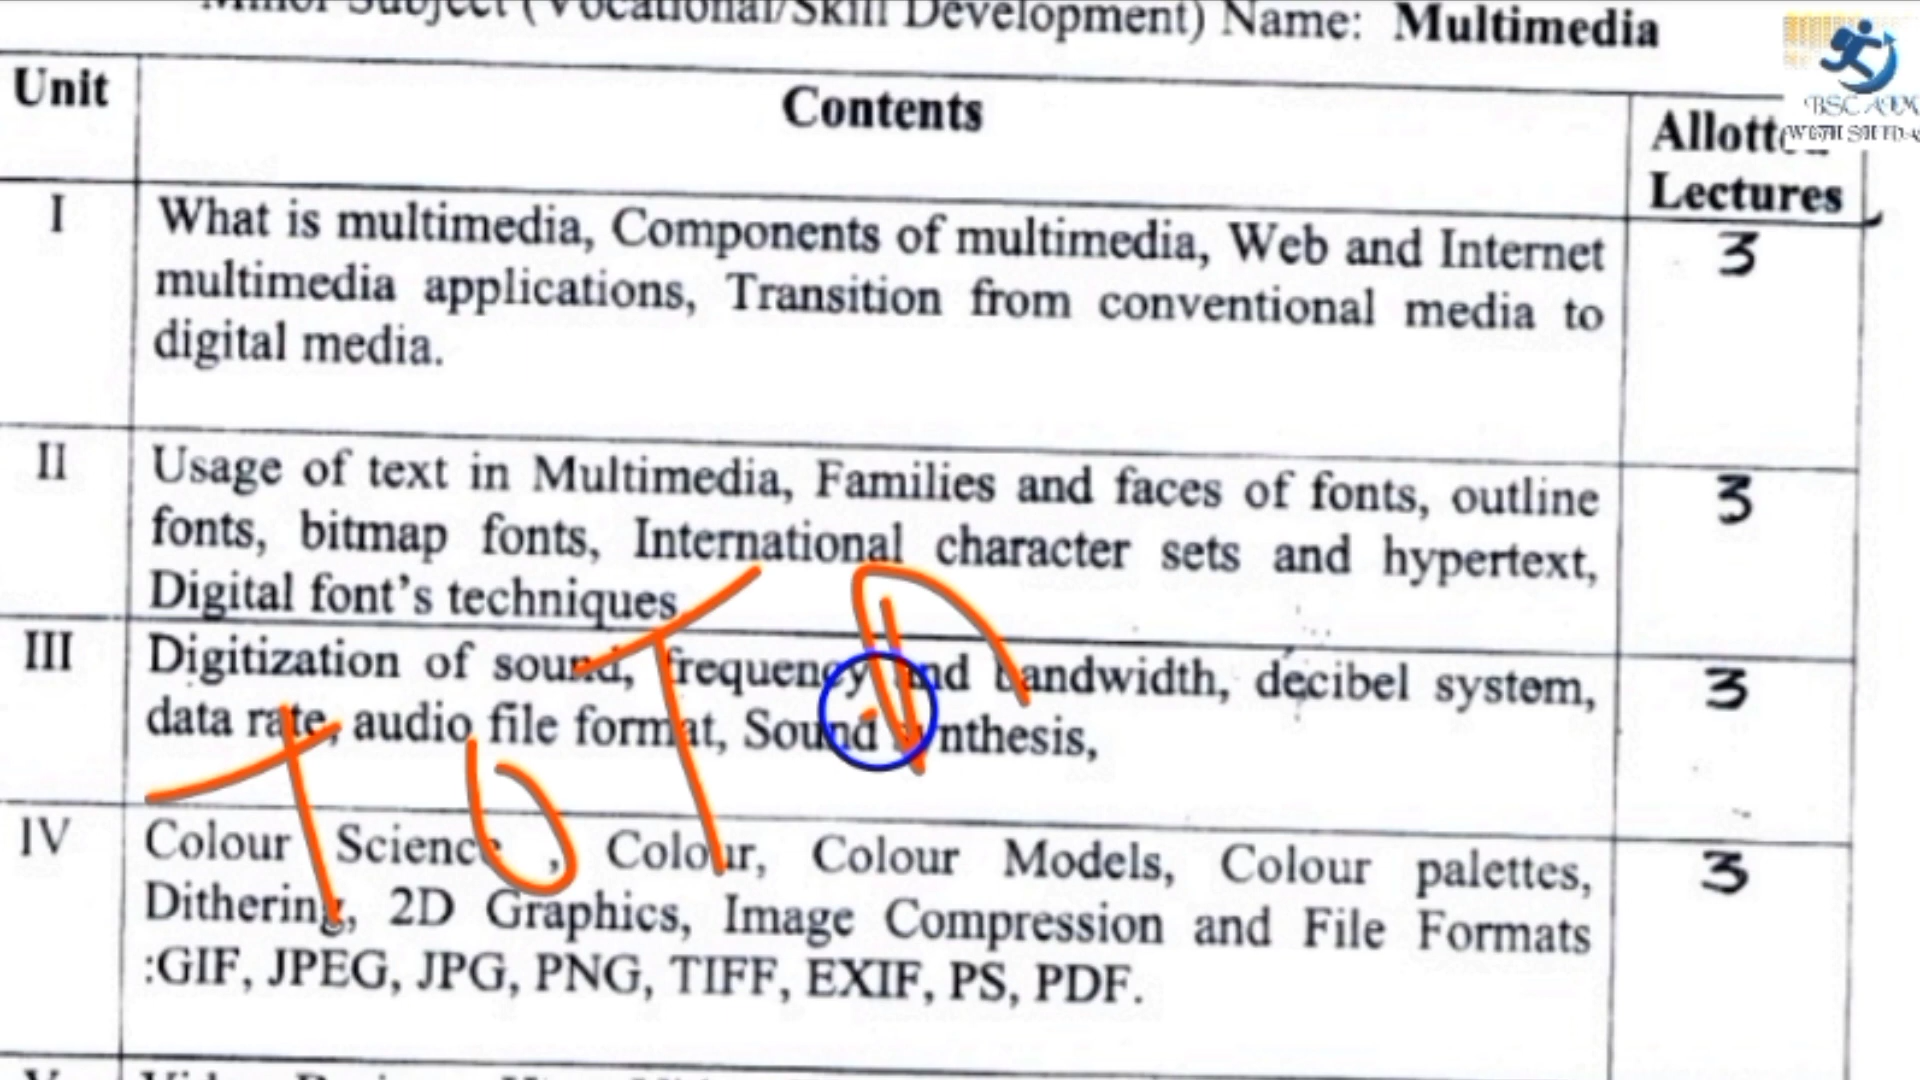 Minor Subject (Vocational/Skill Development) Name: Multimedia
Unit
Contents
Allotted
Lectures
I
What is multimedia, Components of multimedia, Web and Internet
multimedia applications, Transition from conventional media to
digital media.
3
II
Usage of text in Multimedia, Families and faces of fonts, outline
fonts, bitmap fonts, International character sets and hypertext,
Digital font's techniques
3
III
Digitization of sound, frequency and bandwidth, decibel system,
data rate, audio file format, Sound synthesis,
3
IV
Colour Science , Colour, Colour Models, Colour palettes,
Dithering, 2D Graphics, Image Compression and File Formats
:GIF, JPEG, JPG, PNG, TIFF, EXIF, PS, PDF.
3